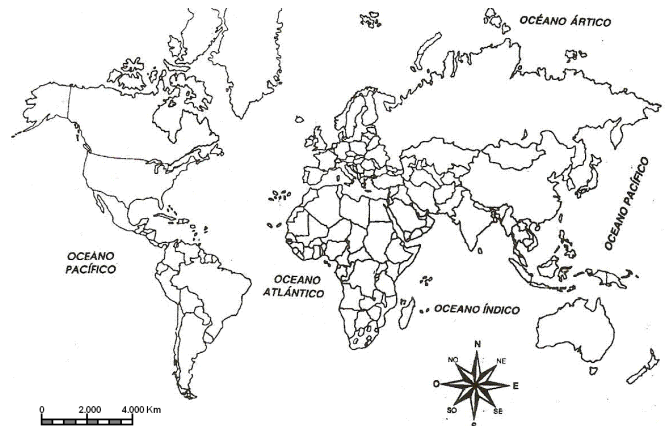 OCÉANO ÁRTICO
OCEANO PACÍFICO
OCEANO
PACÍFICO
OCEANO
ATLÁNTICO
OCEANO ÍNDICO
N
NO
NE
O
E
SO
SE
S
0
2.000
4.000 Km